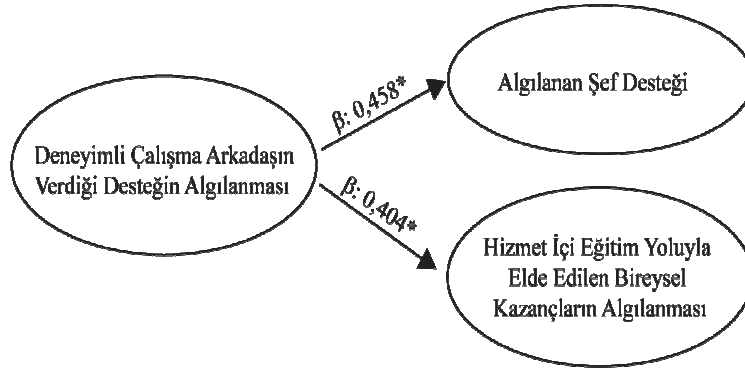 Algılanan Şef Desteği
β: 0,458*
Deneyimli Çalışma Arkadaşın
Verdiği Desteğin Algılanması
β: 0,404*
Hizmet İçi Eğitim Yoluyla
Elde Edilen Bireysel
Kazançların Algılanması